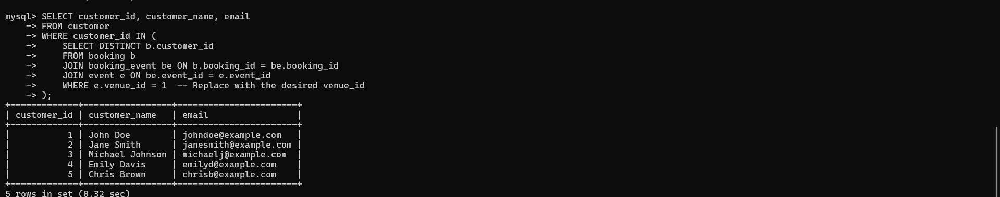 mysql> SELECT customer_id, customer_name, email
    -> FROM customer
    -> WHERE customer_id IN (
    ->     SELECT DISTINCT b.customer_id
    ->     FROM booking b
    ->     JOIN booking_event be ON b.booking_id = be.booking_id
    ->     JOIN event e ON be.event_id = e.event_id
    ->     WHERE e.venue_id = 1  -- Replace with the desired venue_id
    -> );
+-------------+-----------------+-----------------------+
| customer_id | customer_name   | email                 |
+-------------+-----------------+-----------------------+
|           1 | John Doe        | johndoe@example.com   |
|           2 | Jane Smith      | janesmith@example.com |
|           3 | Michael Johnson | michaelj@example.com  |
|           4 | Emily Davis     | emilyd@example.com    |
|           5 | Chris Brown     | chrisb@example.com    |
+-------------+-----------------+-----------------------+
5 rows in set (0.32 sec)